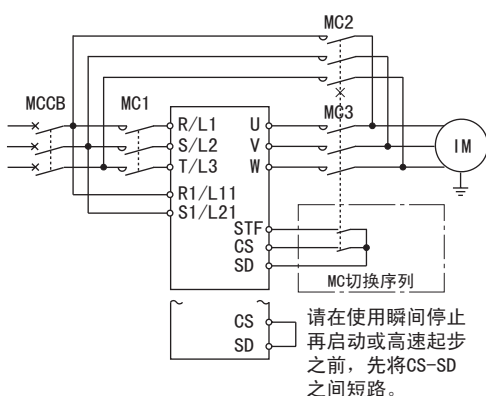 MC2
MCCB
MC1
MC3
R/L1
U
S/L2
V
T/L3
W
IM
R1/L11
S1/L21
STF
CS
SD
MC切换序列
CS
SD
请在使用瞬间停止
再启动或高速起步
之前，先将CS-SD
之间短路。